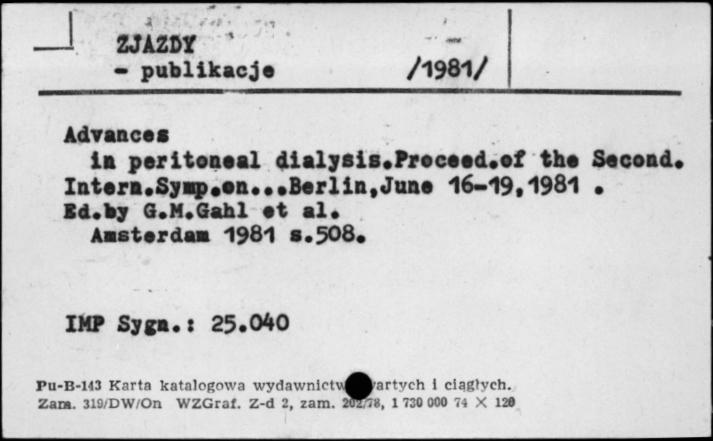 ZJAZDY
- publikacje /1981/
Advances
in peritoneal dialysis.Proceed.of the Second.
Intern.Symp.on...Berlin,June 16-19,1981 .
Ed.by G.M.Gahl et al.
Amsterdam 1981 s.508.
IMP Sygn.: 25.040
Pu-B-143 Karta katalogowa wydawnictw artych i ciągłych.
Zam. 319/DW/On WZGraf. Z-d 2, zam. 202/78, 1 730 000 74 X 120